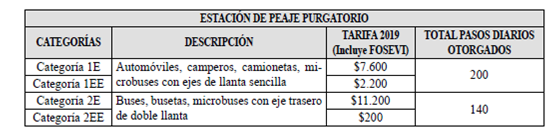 ESTACIÓN DE PEAJE PURGATORIO
CATEGORÍAS DESCRIPCIÓN TARIFA 2019 (Incluye FOSEVI) TOTAL PASOS DIARIOS OTORGADOS
Categoría 1E Automóviles, camperos, camionetas, mi- $7.600 200
Categoría 1EE crobuses con ejes de llanta sencilla $2.200
Categoría 2E Buses, busetas, microbuses con eje trasero $11.200 140
Categoría 2EE de doble llanta $200